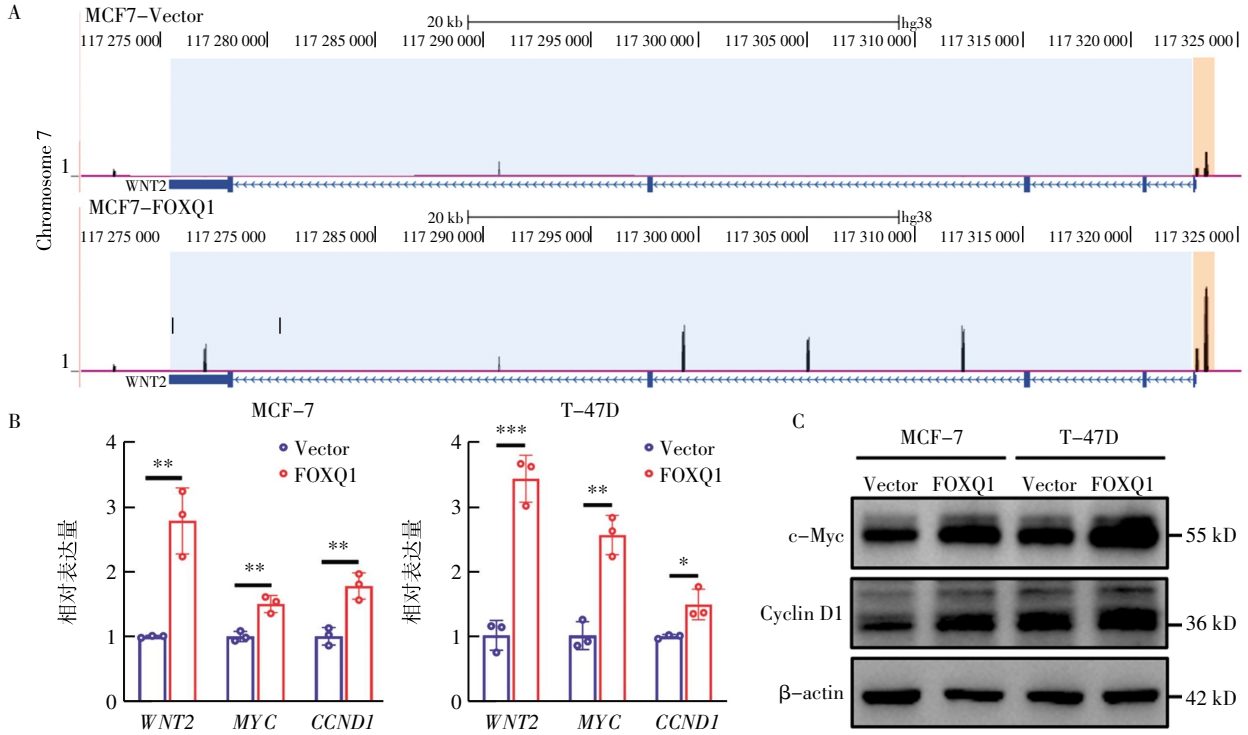 A
MCF7-Vector
20 kb hg38
117 275 000 117 280 000 117 285 000 117 290 000 117 295 000 117 300 000 117 305 000 117 310 000 117 315 000 117 320 000 117 325 000
1
WNT2
Chromosome 7
MCF7-FOXQ1
20 kb hg38
117 275 000 117 275 000 117 285 000 117 290 000 117 295 000 117 300 000 117 305 000 117 310 000 117 315 000 117 320 000 117 325 000
1
WNT2
B
MCF-7
相对表达量
4
3
2
1
0
Vector
FOXQ1
**
**
**
WNT2 MYC CCND1
T-47D
相对表达量
4
3
2
1
0
Vector
FOXQ1
***
**
*
WNT2 MYC CCND1
C
MCF-7 T-47D
Vector FOXQ1 Vector FOXQ1
c-Myc 55 kD
Cyclin D1 36 kD
β-actin 42 kD